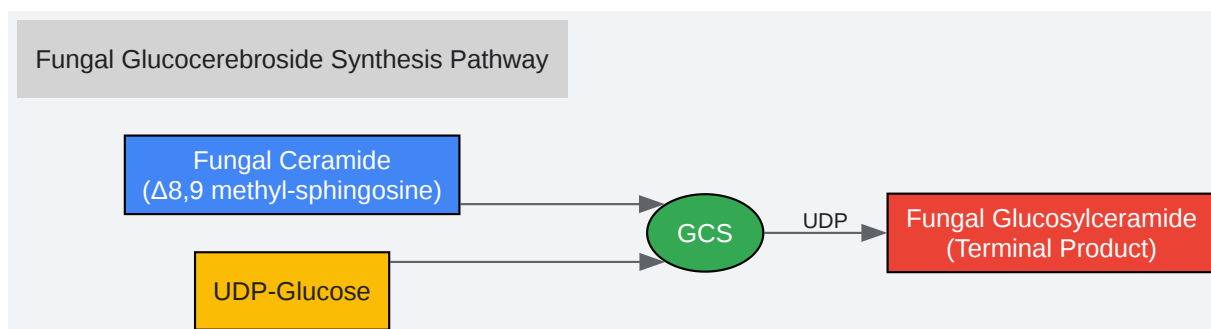 Fungal Glucocerebroside Synthesis Pathway
Fungal Ceramide
(Δ8,9 methyl-sphingosine)
UDP-Glucose
GCS
UDP
Fungal Glucosylceramide
(Terminal Product)